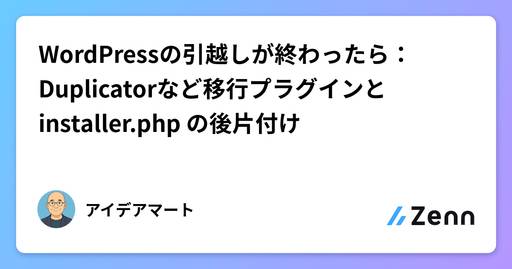 WordPressの引越しが終わったら：
Duplicatorなど移行プラグインと
installer.php の後片付け
アイデアマート
Zenn